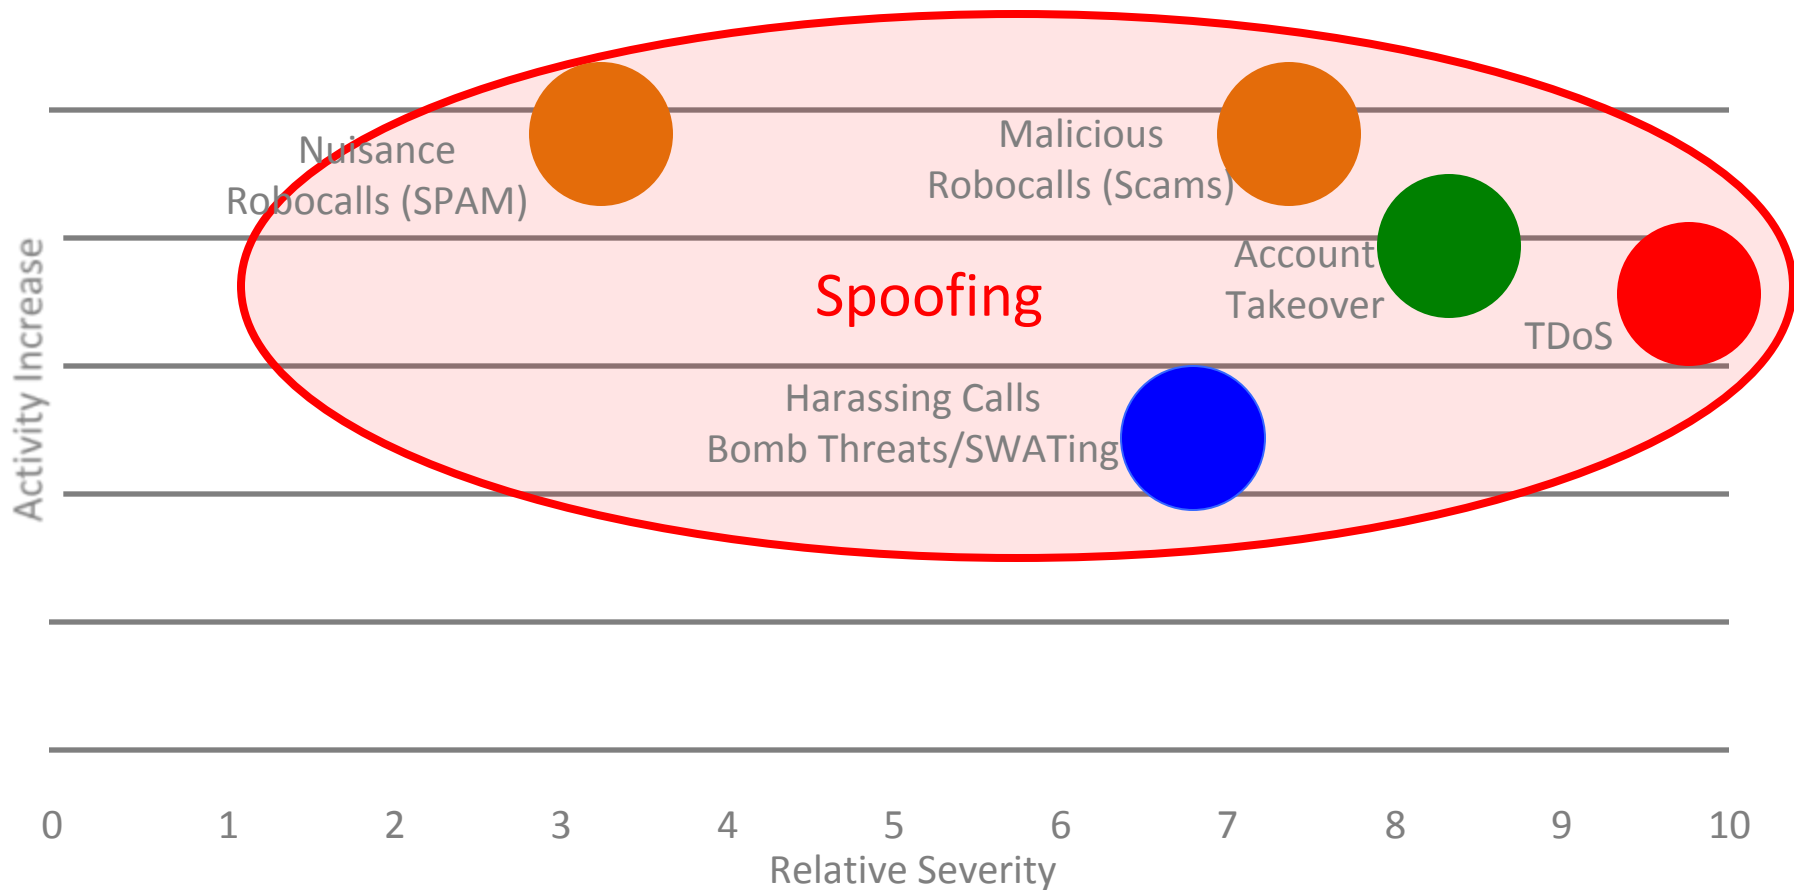 Nuisance
Robocalls (SPAM)
Malicious
Robocalls (Scams)
Account
Takeover
Spoofing
TDoS
Harassing Calls
Bomb Threats/SWATing
Activity Increase
0 1 2 3 4 5 6 7 8 9 10
Relative Severity